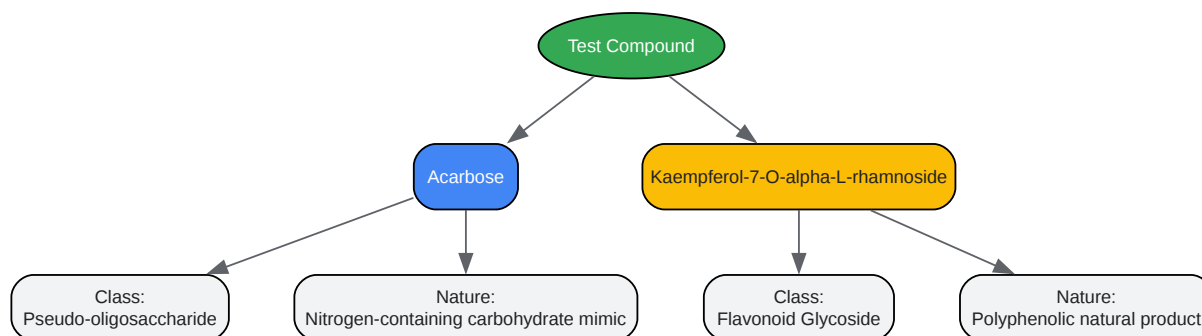 Test Compound
Acarbose
Kaempferol-7-O-alpha-L-rhamnoside
Class:
Pseudo-oligosaccharide
Nature:
Nitrogen-containing carbohydrate mimic
Class:
Flavonoid Glycoside
Nature:
Polyphenolic natural product